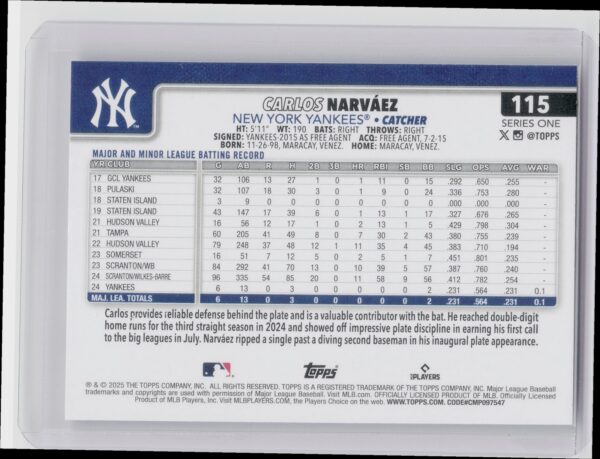 NY
CARLOS NARVÁEZ
NEW YORK YANKEES® • CATCHER
HT: 5'11" WT: 190 BATS: RIGHT THROWS: RIGHT
SIGNED: YANKEES-2015 AS FREE AGENT ACQ: FREE AGENT, 7-2-15
BORN: 11-26-98, MARACAY, VENEZ. HOME: MARACAY, VENEZ.
115
SERIES ONE
@TOPPS
MAJOR AND MINOR LEAGUE BATTING RECORD
YR CLUB G AB R H 2B 3B HR RBI SB BB SLG OPS AVG WAR
17 GCL YANKEES 32 106 13 27 1 0 1 11 0 15 .292 .650 .255 -
18 PULASKI 32 107 18 30 3 0 1 9 0 24 .336 .753 .280 -
18 STATEN ISLAND 3 9 0 0 0 0 0 0 0 0 .000 .000 .000 -
19 STATEN ISLAND 43 147 17 39 6 0 1 13 1 17 .327 .676 .265 -
21 HUDSON VALLEY 16 56 12 17 1 0 2 13 1 5 .429 .798 .304 -
21 TAMPA 60 205 41 49 8 0 7 30 2 43 .380 .755 .239 -
22 HUDSON VALLEY 79 248 37 48 12 1 11 35 4 45 .383 .710 .194 -
23 SOMERSET 16 51 7 12 5 0 2 5 1 7 .451 .801 .235 -
23 SCRANTON/WB 84 292 41 70 13 0 10 39 5 57 .387 .760 .240 -
24 SCRANTON/WILKES-BARRE 96 335 54 85 20 0 11 58 9 56 .412 .782 .254 -
24 YANKEES 6 13 0 3 0 0 0 0 0 2 .231 .564 .231 0.1
MAJ. LEA. TOTALS 6 13 0 3 0 0 0 0 0 2 .231 .564 .231 0.1
Carlos provides reliable defense behind the plate and is a valuable contributor with the bat. He reached double-digit
home runs for the third straight season in 2024 and showed off impressive plate discipline in earning his first call
to the big leagues in July. Narváez ripped a single past a diving second baseman in his inaugural plate appearance.
Topps
PLAYERS
® & © 2025 THE TOPPS COMPANY, INC. ALL RIGHTS RESERVED. TOPPS IS A REGISTERED TRADEMARK OF THE TOPPS COMPANY, INC. Major League Baseball
trademarks and copyrights are used with permission of Major League Baseball. Visit MLB.com. OFFICIALLY LICENSED PRODUCT OF MLB Players, Inc. Officially Licensed
Product of MLB Players, Inc. Visit MLBPLAYERS.COM, the Players Choice on the web. WWW.TOPPS.COM. CODE#CMP097547